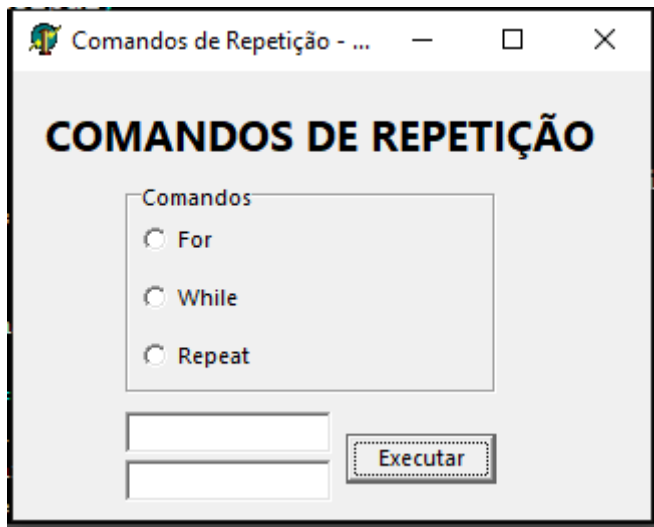 Comandos de Repetição - ...
COMANDOS DE REPETIÇÃO
Comandos
For
While
Repeat
Executar